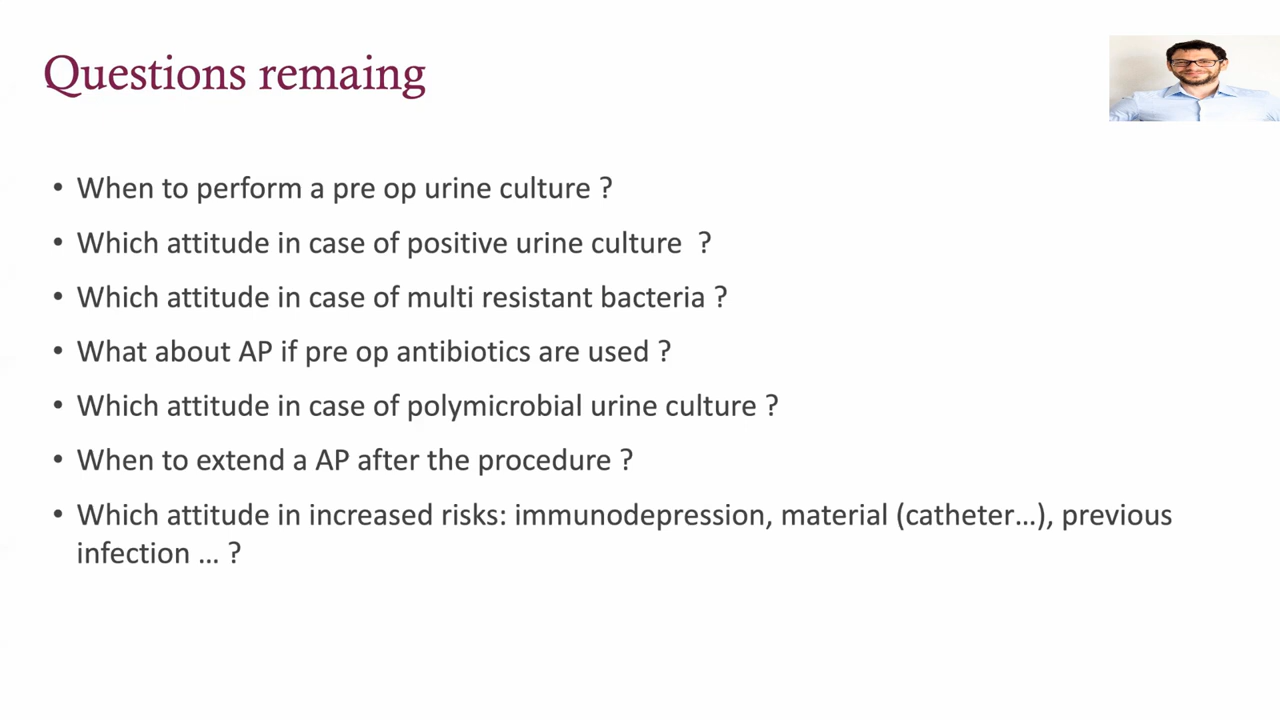 Questions remaing
• When to perform a pre op urine culture ?
• Which attitude in case of positive urine culture  ?
• Which attitude in case of multi resistant bacteria ?
• What about AP if pre op antibiotics are used ?
• Which attitude in case of polymicrobial urine culture ?
• When to extend a AP after the procedure ?
• Which attitude in increased risks: immunodepression, material (catheter…), previous
infection … ?